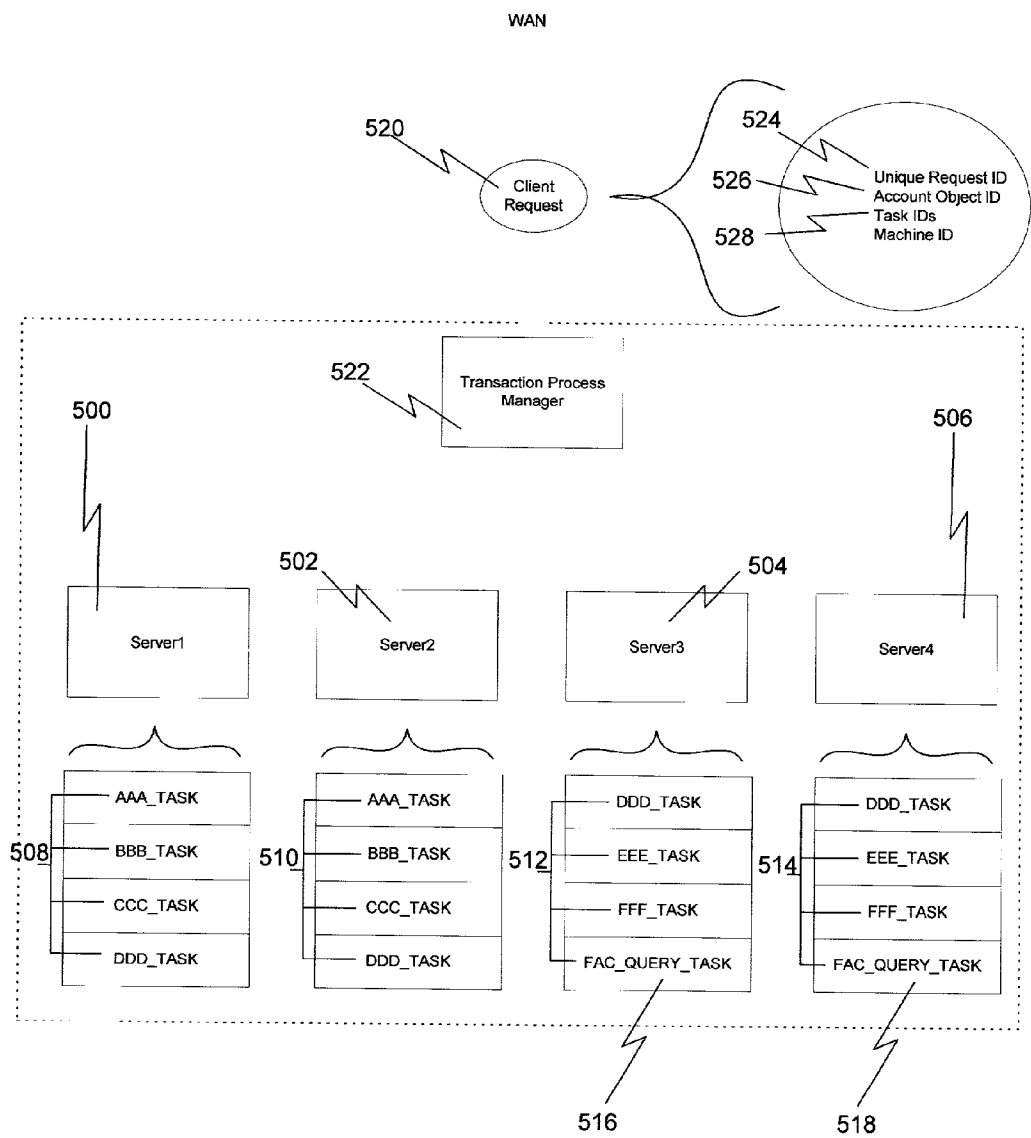 WAN
520
Client
Request
524
526
528
Unique Request ID
Account Object ID
Task IDs
Machine ID
522
Transaction Process
Manager
500
506
502
504
Server1
Server2
Server3
Server4
508
AAA_TASK
BBB_TASK
CCC_TASK
DDD_TASK
510
AAA_TASK
BBB_TASK
CCC_TASK
DDD_TASK
512
DDD_TASK
EEE_TASK
FFF_TASK
FAC_QUERY_TASK
514
DDD_TASK
EEE_TASK
FFF_TASK
FAC_QUERY_TASK
516
518